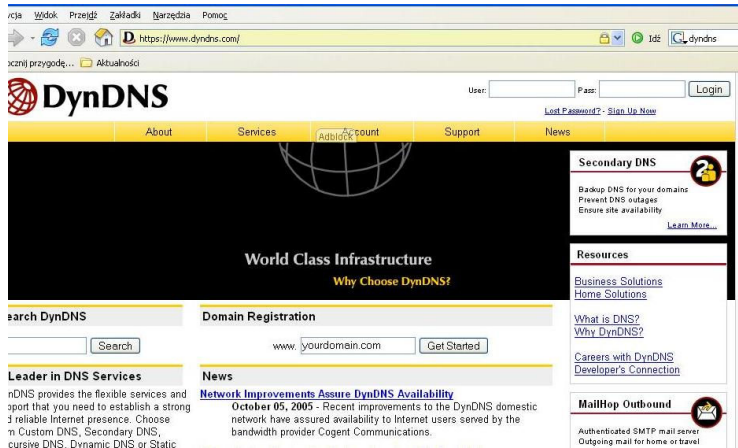 ycja Widok Przejdź Zakładki Narzędzia Pomoc
https://www.dyndns.com/ Idź dyndns
ocznij przygodę... Aktualności
DynDNS
User: Pass: Login
Lost Password? - Sign Up Now
About Services Account Support News
Adblock
World Class Infrastructure
Why Choose DynDNS?
Secondary DNS
Backup DNS for your domains
Prevent DNS outages
Ensure site availability
Learn More...
Resources
Business Solutions
Home Solutions
What is DNS?
Why DynDNS?
Careers with DynDNS
Developer's Connection
MailHop Outbound
Authenticated SMTP mail server
Outgoing mail for home or travel
earch DynDNS
Search
Domain Registration
www. yourdomain.com Get Started
Leader in DNS Services
nDNS provides the flexible services and
pport that you need to establish a strong
d reliable Internet presence. Choose
m Custom DNS, Secondary DNS,
cursive DNS, Dynamic DNS or Static
News
Network Improvements Assure DynDNS Availability
October 05, 2005 - Recent improvements to the DynDNS domestic
network have assured availability to Internet users served by the
bandwidth provider Cogent Communications.